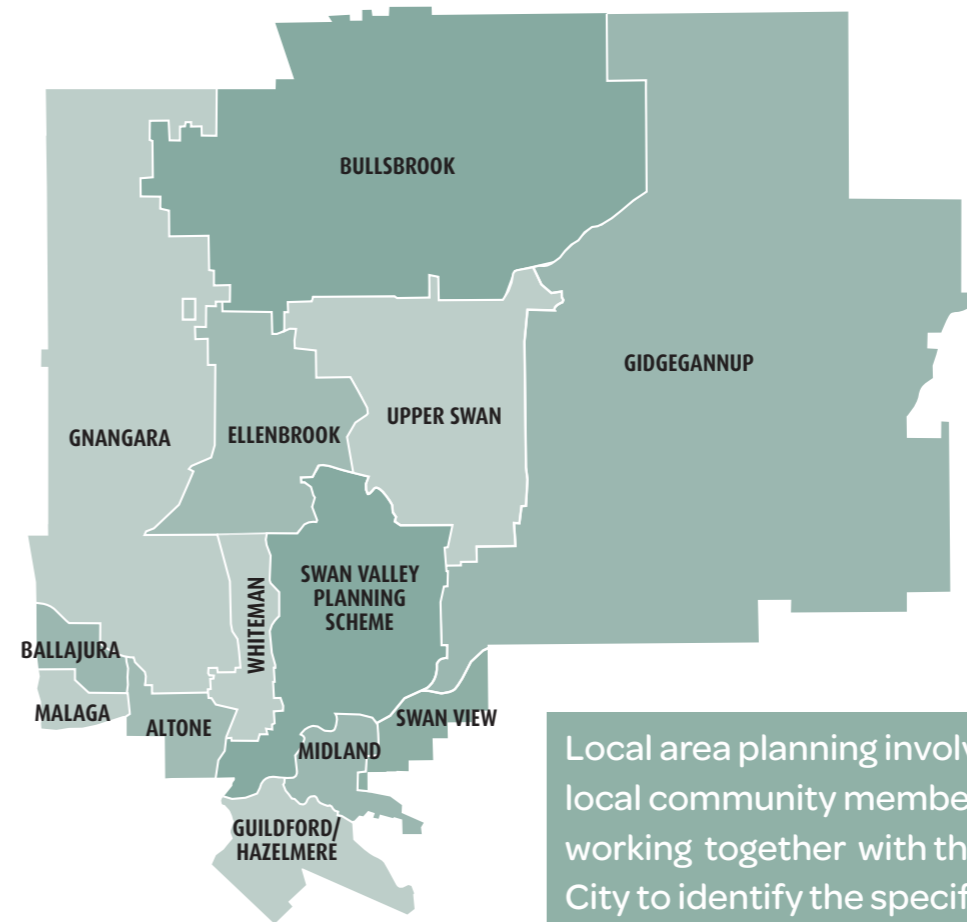 BULLSBROOK
GIDGEGANNUP
UPPER SWAN
ELLENBROOK
GNANGARA
SWAN VALLEY
PLANNING
SCHEME
WHITEMAN
BALLAJURA
MALAGA
ALTONE
SWAN VIEW
MIDLAND
GUILDFORD/
HAZELMERE
Local area planning involv
local community membe
working together with th
City to identify the specif